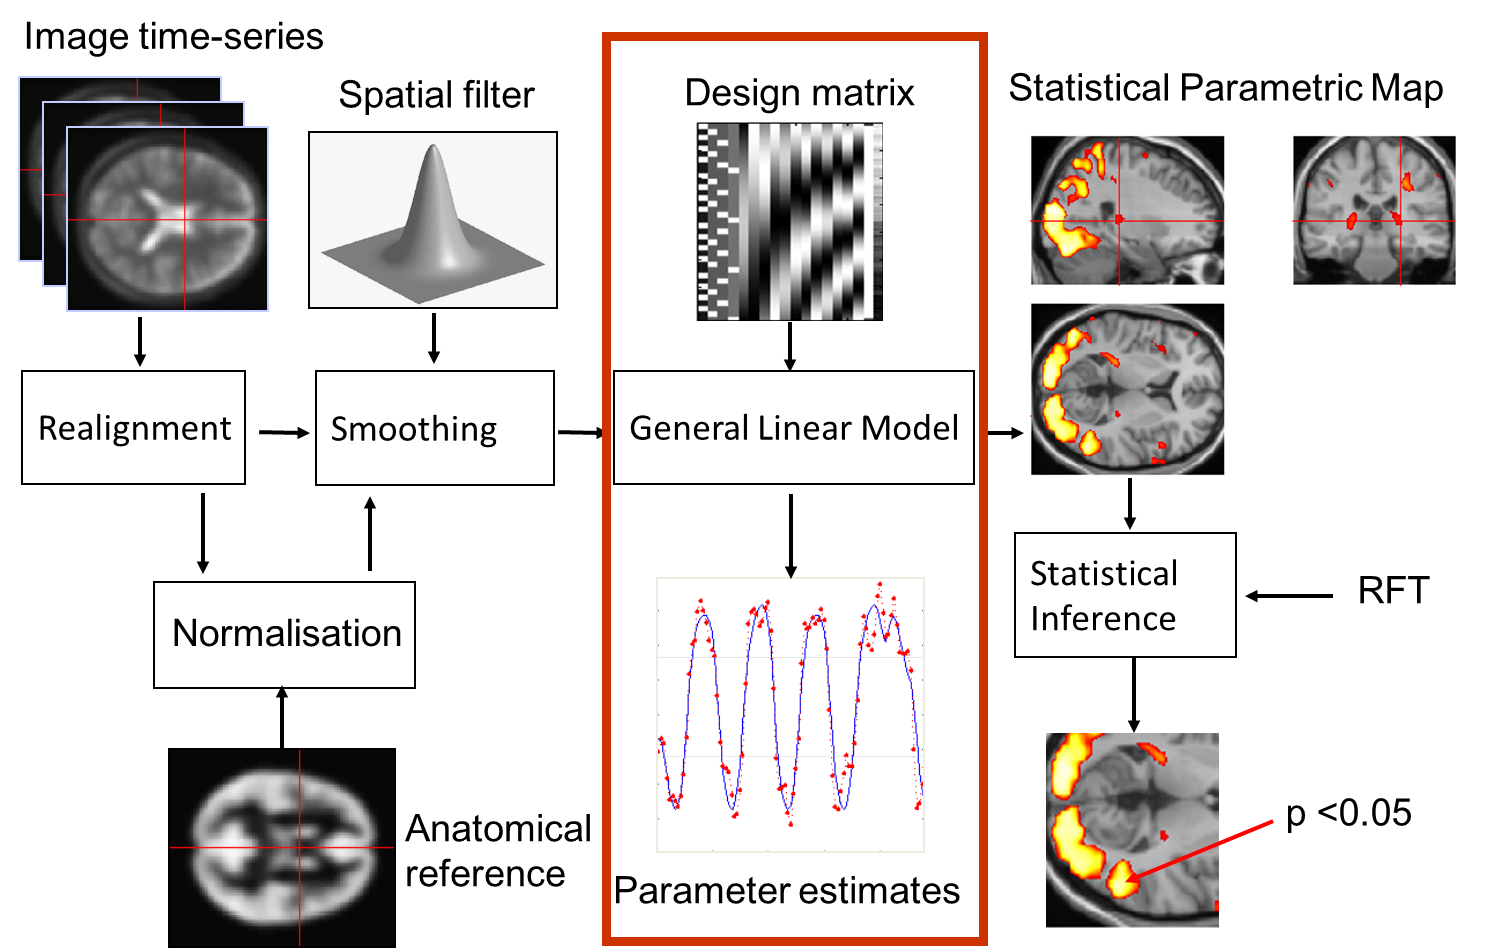 Image time-series
Spatial filter
Design matrix
Statistical Parametric Map
Realignment
Smoothing
General Linear Model
Statistical
Inference
RFT
Normalisation
Anatomical
reference
Parameter estimates
p <0.05